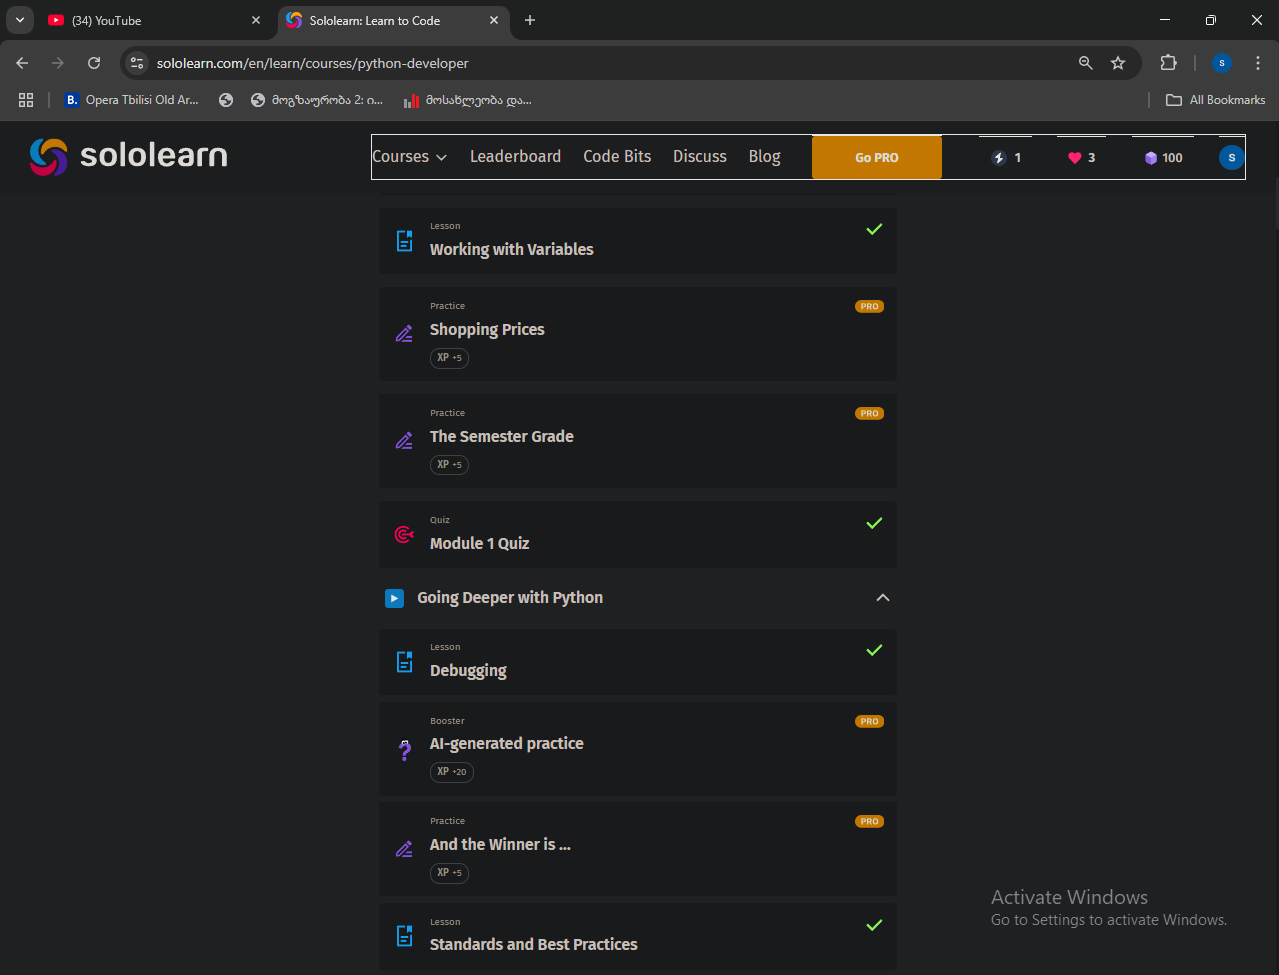 (34) YouTube
Sololearn: Learn to Code
sololearn.com/en/learn/courses/python-developer
S
B. Opera Tbilisi Old Ar...
მოგზაურობა 2: ი...
მოსახლეობა და...
All Bookmarks
sololearn
Courses
Leaderboard
Code Bits
Discuss
Blog
Go PRO
1
3
100
S
Lesson
Working with Variables
Practice
PRO
Shopping Prices
XP +5
Practice
PRO
The Semester Grade
XP +5
Quiz
Module 1 Quiz
Going Deeper with Python
Lesson
Debugging
Booster
PRO
AI-generated practice
XP +20
Practice
PRO
And the Winner is ...
XP +5
Lesson
Standards and Best Practices
Activate Windows
Go to Settings to activate Windows.